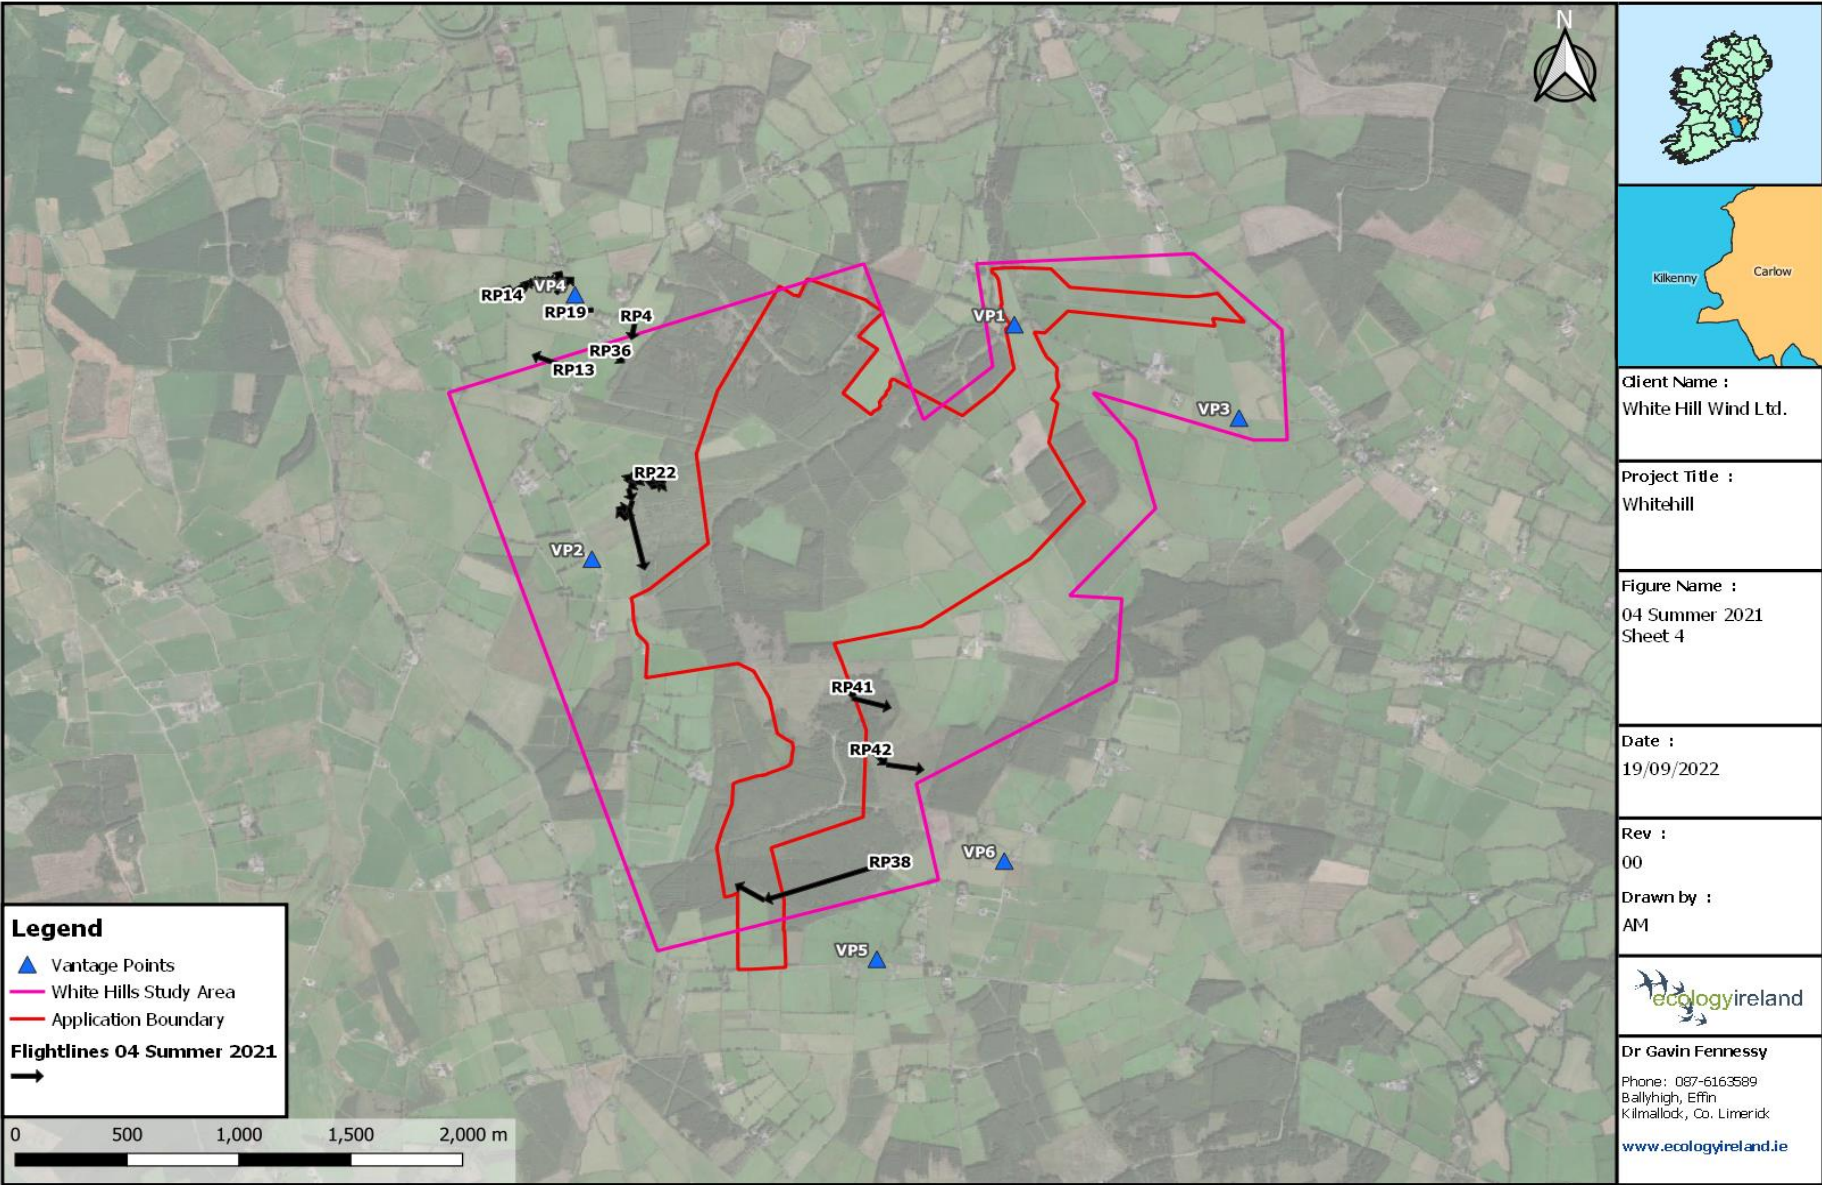 N
VP4
RP14
RP19
RP4
RP36
RP13
VP1
VP3
RP22
VP2
RP41
RP42
RP38
VP6
VP5
Legend
Vantage Points
White Hills Study Area
Application Boundary
Flightlines 04 Summer 2021
0 500 1,000 1,500 2,000 m
Kilkenny
Carlow
Client Name :
White Hill Wind Ltd.
Project Title :
Whitehill
Figure Name :
04 Summer 2021
Sheet 4
Date :
19/09/2022
Rev :
00
Drawn by :
AM
ecologyireland
Dr Gavin Fennessy
Phone: 087-6163589
Ballyhigh, Effin
Kilmallock, Co. Limerick
www.ecologyireland.ie